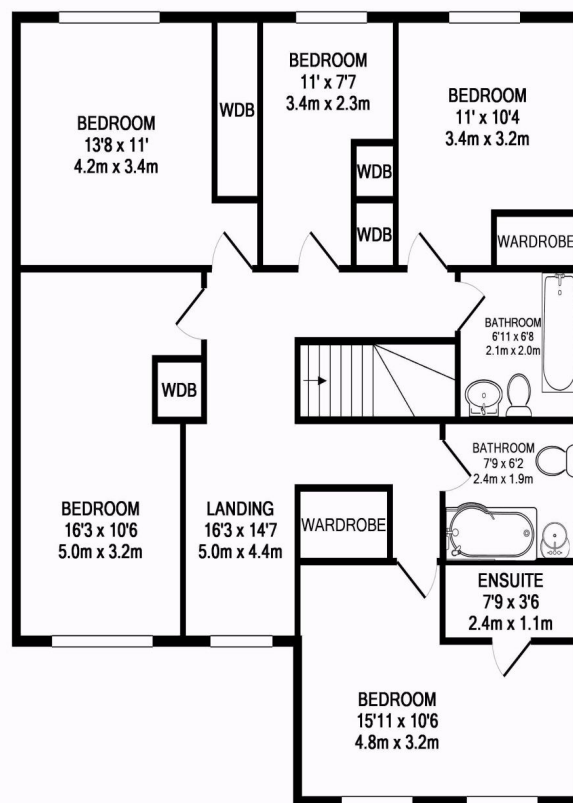 BEDROOM
13'8 x 11'
4.2m x 3.4m
WDB
BEDROOM
11' x 7'7
3.4m x 2.3m
WDB
WDB
BEDROOM
11' x 10'4
3.4m x 3.2m
WARDROBE
BATHROOM
6'11 x 6'8
2.1m x 2.0m
WDB
BEDROOM
16'3 x 10'6
5.0m x 3.2m
LANDING
16'3 x 14'7
5.0m x 4.4m
WARDROBE
BATHROOM
7'9 x 6'2
2.4m x 1.9m
ENSUITE
7'9 x 3'6
2.4m x 1.1m
BEDROOM
15'11 x 10'6
4.8m x 3.2m